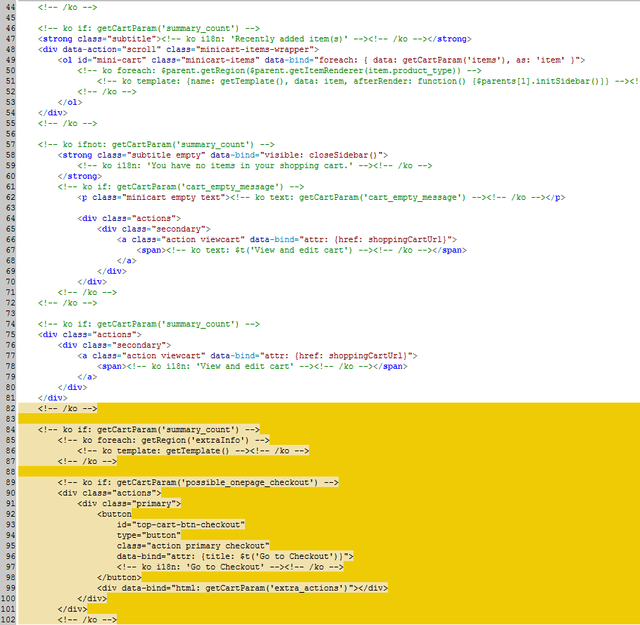 44 <!-- /ko -->
45
46 <!-- ko if: getCartParam('summary_count') -->
47 <strong class="subtitle"><!-- ko i18n: 'Recently added item(s)' --><!-- /ko --></strong>
48 <div data-action="scroll" class="minicart-items-wrapper">
49 <ol id="mini-cart" class="minicart-items" data-bind="foreach: { data: getCartParam('items'), as: 'item' }">
50 <!-- ko foreach: $parent.getRegion($parent.getItemRenderer(item.product_type)) -->
51 <!-- ko template: {name: getTemplate(), data: item, afterRender: function() {$parents[1].initSidebar()}} --><!-
52 <!-- /ko -->
53 </ol>
54 </div>
55 <!-- /ko -->
56
57 <!-- ko ifnot: getCartParam('summary_count') -->
58 <strong class="subtitle empty" data-bind="visible: closeSidebar()">
59 <!-- ko i18n: 'You have no items in your shopping cart.' --><!-- /ko -->
60 </strong>
61 <!-- ko if: getCartParam('cart_empty_message') -->
62 <p class="minicart empty text"><!-- ko text: getCartParam('cart_empty_message') --><!-- /ko --></p>
63
64 <div class="actions">
65 <div class="secondary">
66 <a class="action viewcart" data-bind="attr: {href: shoppingCartUrl}">
67 <span><!-- ko text: $t('View and edit cart') --><!-- /ko --></span>
68 </a>
69 </div>
70 </div>
71 <!-- /ko -->
72 <!-- /ko -->
73
74 <!-- ko if: getCartParam('summary_count') -->
75 <div class="actions">
76 <div class="secondary">
77 <a class="action viewcart" data-bind="attr: {href: shoppingCartUrl}">
78 <span><!-- ko i18n: 'View and edit cart' --><!-- /ko --></span>
79 </a>
80 </div>
81 </div>
82 <!-- /ko -->
83
84 <!-- ko if: getCartParam('summary_count') -->
85 <!-- ko foreach: getRegion('extraInfo') -->
86 <!-- ko template: getTemplate() --><!-- /ko -->
87 <!-- /ko -->
88
89 <!-- ko if: getCartParam('possible_onepage_checkout') -->
90 <div class="actions">
91 <div class="primary">
92 <button
93 id="top-cart-btn-checkout"
94 type="button"
95 class="action primary checkout"
96 data-bind="attr: {title: $t('Go to Checkout')}">
97 <!-- ko i18n: 'Go to Checkout' --><!-- /ko -->
98 </button>
99 <div data-bind="html: getCartParam('extra_actions')"></div>
100 </div>
101 </div>
102 <!-- /ko -->